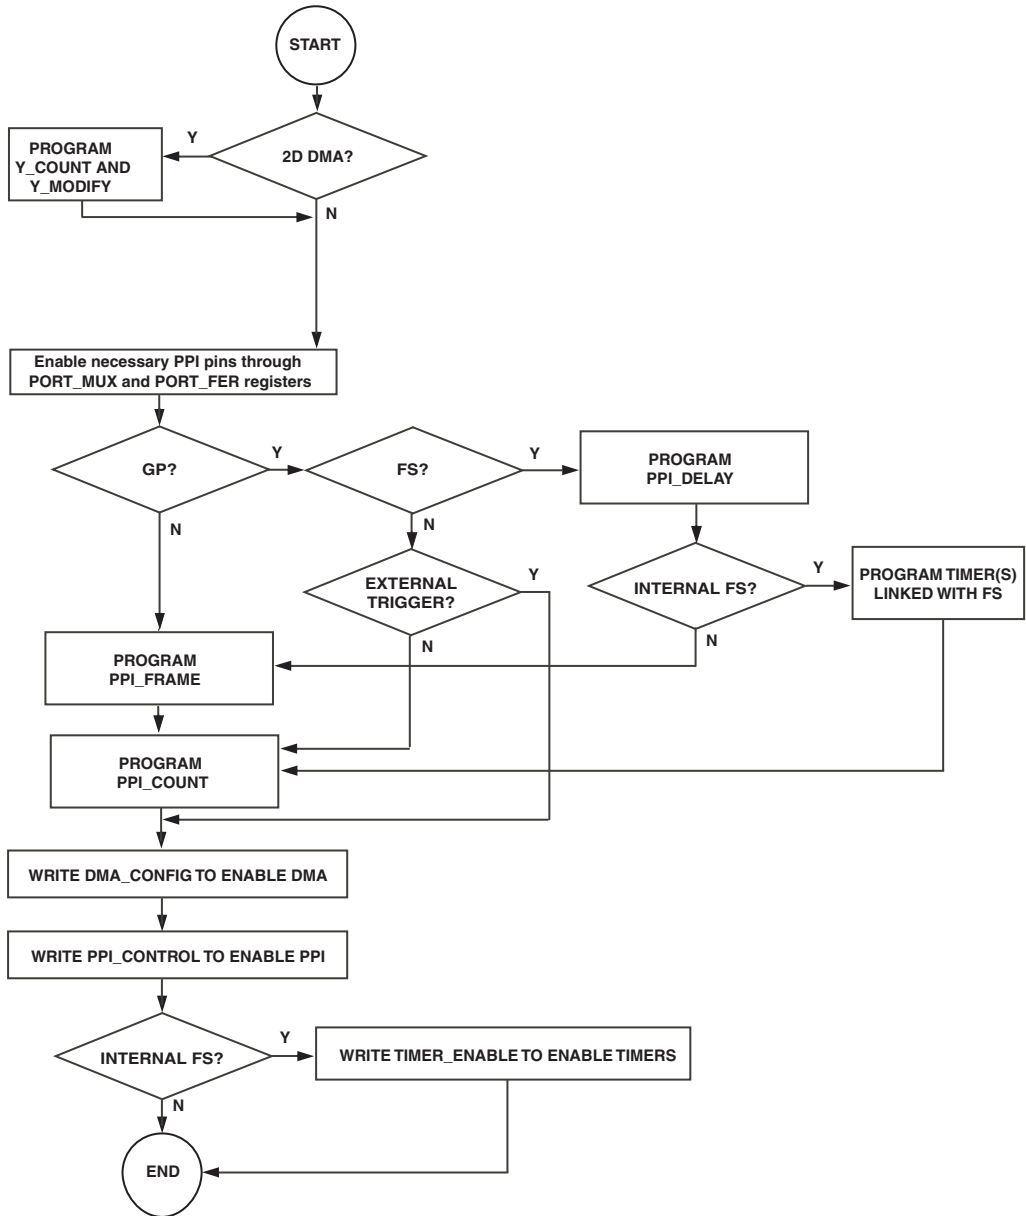 START
2D DMA?
Y
PROGRAM
Y_COUNT AND
Y_MODIFY
N
Enable necessary PPI pins through
PORT_MUX and PORT_FER registers
GP?
Y
FS?
Y
PROGRAM
PPI_DELAY
N
N
EXTERNAL
TRIGGER?
Y
INTERNAL FS?
Y
PROGRAM TIMER(S)
LINKED WITH FS
N
N
PROGRAM
PPI_FRAME
PROGRAM
PPI_COUNT
WRITE DMA_CONFIG TO ENABLE DMA
WRITE PPI_CONTROL TO ENABLE PPI
INTERNAL FS?
Y
WRITE TIMER_ENABLE TO ENABLE TIMERS
N
END